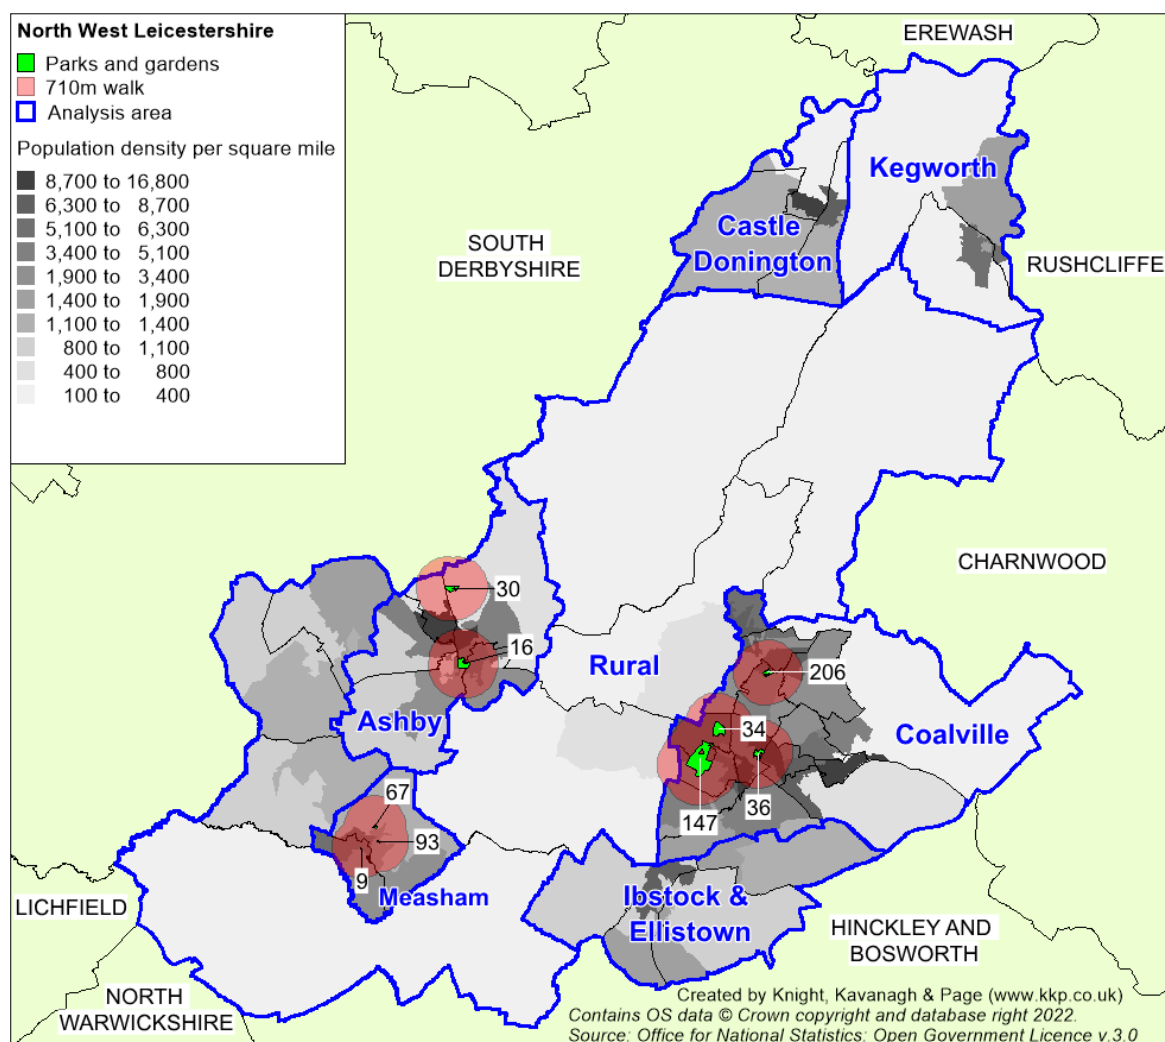 North West Leicestershire
Parks and gardens
710m walk
Analysis area
Population density per square mile
8,700 to 16,800
6,300 to 8,700
5,100 to 6,300
3,400 to 5,100
1,900 to 3,400
1,400 to 1,900
1,100 to 1,400
800 to 1,100
400 to 800
100 to 400
EREWASH
Kegworth
Castle
Donington
SOUTH
DERBYSHIRE
RUSHCLIFFE
CHARNWOOD
30
16
Rural
206
Ashby
34
Coalville
67
36
147
93
9
Measham
Ibstock &
Ellistown
LICHFIELD
HINCKLEY AND
BOSWORTH
NORTH
WARWICKSHIRE
Created by Knight, Kavanagh & Page (www.kkp.co.uk)
Contains OS data © Crown copyright and database right 2022.
Source: Office for National Statistics: Open Government Licence v.3.0